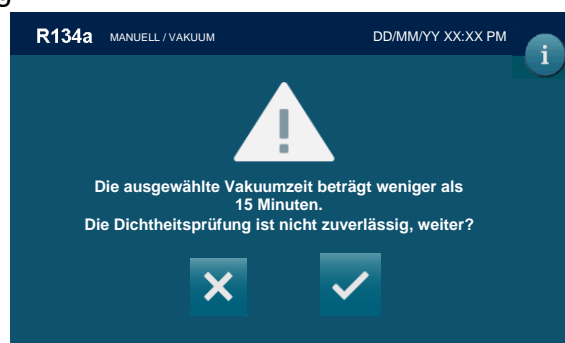 R134a MANUELL / VAKUUM DD/MM/YY XX:XX PM
i
Die ausgewählte Vakuumzeit beträgt weniger als
15 Minuten.
Die Dichtheitsprüfung ist nicht zuverlässig, weiter?